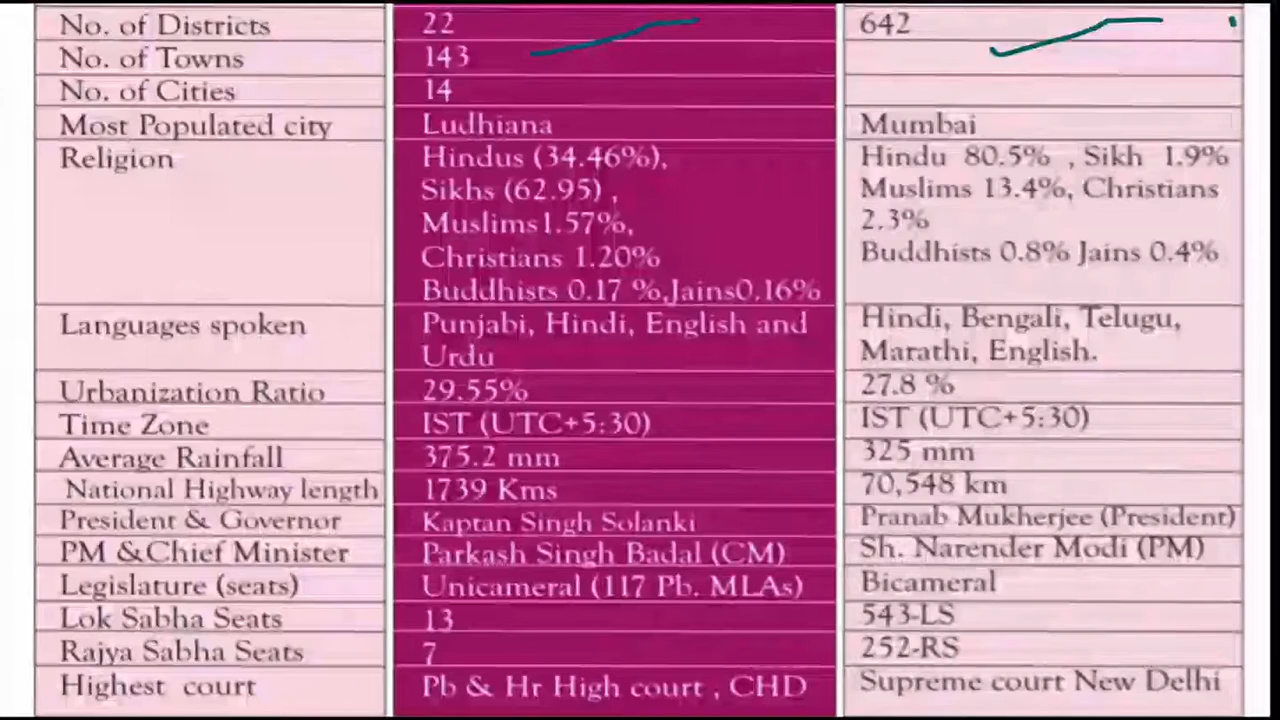 No. of Districts 22 642
No. of Towns 143
No. of Cities 14
Most Populated city Ludhiana Mumbai
Religion Hindus (34.46%), Hindu 80.5% , Sikh 1.9%
Sikhs (62.95) , Muslims 13.4%, Christians
Muslims1.57%, 2.3%
Christians 1.20% Buddhists 0.8% Jains 0.4%
Buddhists 0.17 %,Jains0.16%
Languages spoken Punjabi, Hindi, English and Hindi, Bengali, Telugu,
Urdu Marathi, English.
Urbanization Ratio 29.55% 27.8 %
Time Zone IST (UTC+5:30) IST (UTC+5:30)
Average Rainfall 375.2 mm 325 mm
National Highway length 1739 Kms 70,548 km
President & Governor Kaptan Singh Solanki Pranab Mukherjee (President)
PM &Chief Minister Parkash Singh Badal (CM) Sh. Narender Modi (PM)
Legislature (seats) Unicameral (117 Pb. MLAs) Bicameral
Lok Sabha Seats 13 543-LS
Rajya Sabha Seats 7 252-RS
Highest court Pb & Hr High court , CHD Supreme court New Delhi